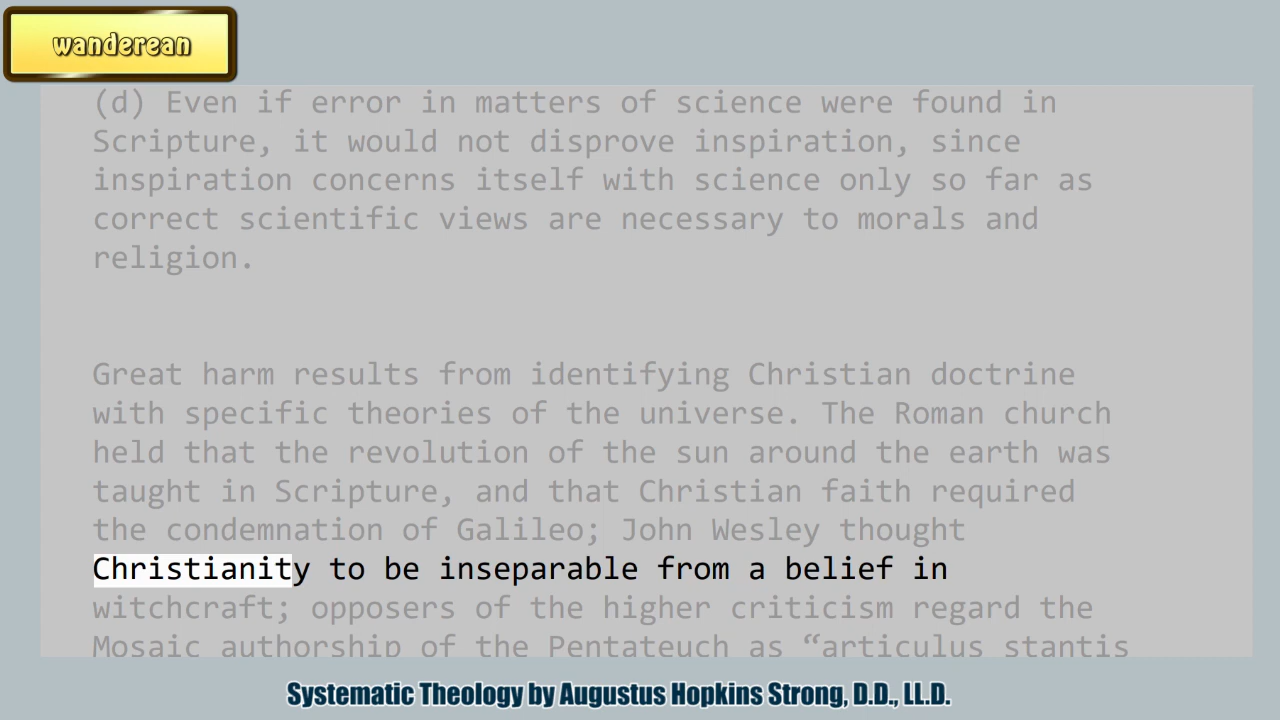 wanderean
(d) Even if error in matters of science were found in
Scripture, it would not disprove inspiration, since
inspiration concerns itself with science only so far as
correct scientific views are necessary to morals and
religion.
Great harm results from identifying Christian doctrine
with specific theories of the universe. The Roman church
held that the revolution of the sun around the earth was
taught in Scripture, and that Christian faith required
the condemnation of Galileo; John Wesley thought
Christianity to be inseparable from a belief in
witchcraft; opposers of the higher criticism regard the
Mosaic authorship of the Pentateuch as “articulus stantis
Systematic Theology by Augustus Hopkins Strong, D.D., LL.D.